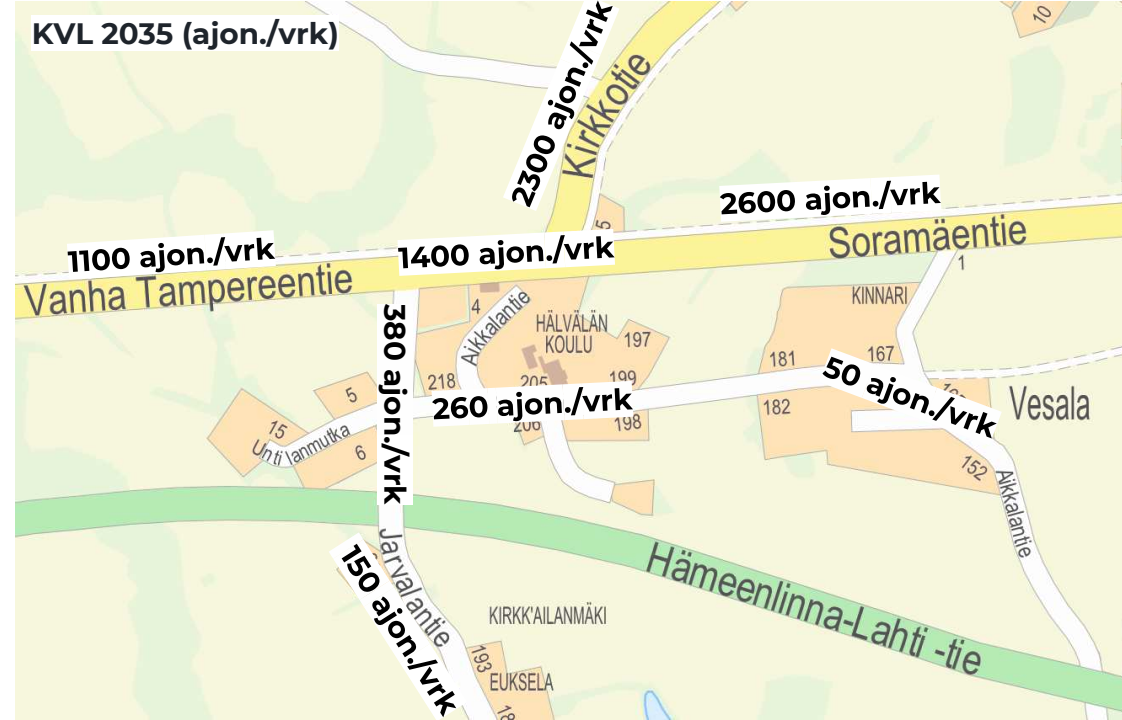 KVL 2035 (ajon./vrk)
10
2300 ajon./vrk
Kirkkotie
2600 ajon./vrk
5
1100 ajon./vrk
1400 ajon./vrk
Soramäentie
1
Vanha Tampereentie
KINNARI
4
Aikkalantie
HÄLVÄLÄN
KOULU
197
380 ajon./vrk
181
167
218
205
199
50 ajon./vrk
5
260 ajon./vrk
182
Vesala
206
198
15
Untilanmutka
6
152
Aikkalantie
Jarvalantie
150 ajon./vrk
Hämeenlinna-Lahti -tie
KIRKK'AILANMÄKI
193
EUKSELA